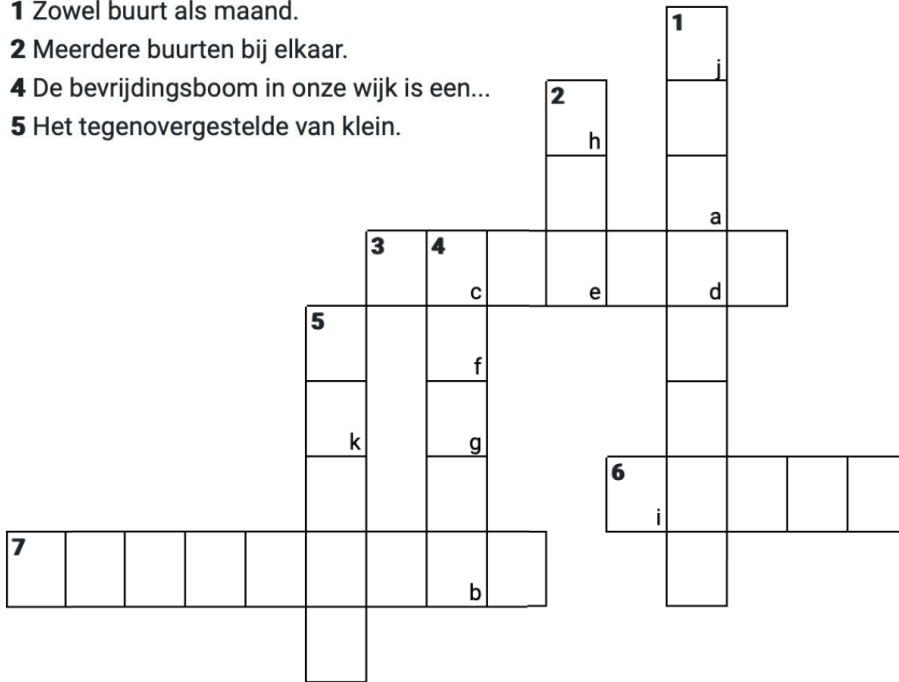 1 Zowel buurt als maand.
2 Meerdere buurten bij elkaar.
4 De bevrijdingsboom in onze wijk is een...
5 Het tegenovergestelde van klein.
1
j
2
h
a
3 4
c e d
5
f
k g
6
i
7
b